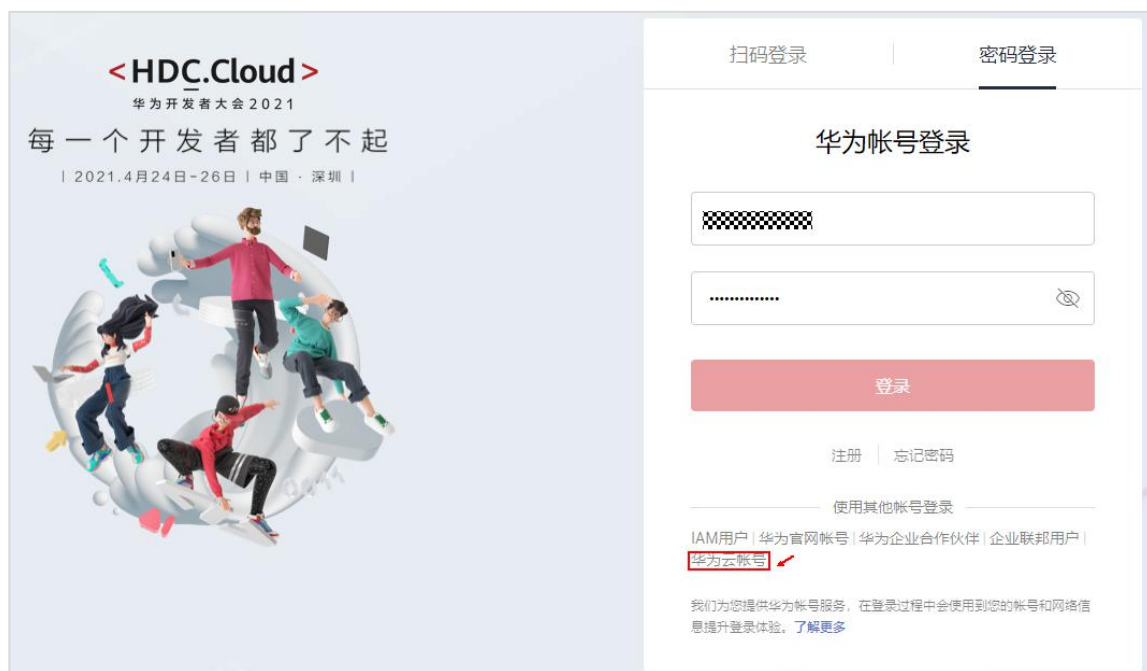 <HDC.Cloud>
华为开发者大会2021
每一个开发者都了不起
| 2021.4月24日-26日 | 中国 · 深圳 |
扫码登录 | 密码登录
华为帐号登录
••••••••••••••
登录
注册 | 忘记密码
使用其他帐号登录
IAM用户 | 华为官网帐号 | 华为企业合作伙伴 | 企业联邦用户 |
华为云帐号
我们为您提供华为帐号服务，在登录过程中会使用到您的帐号和网络信
息提升登录体验。了解更多